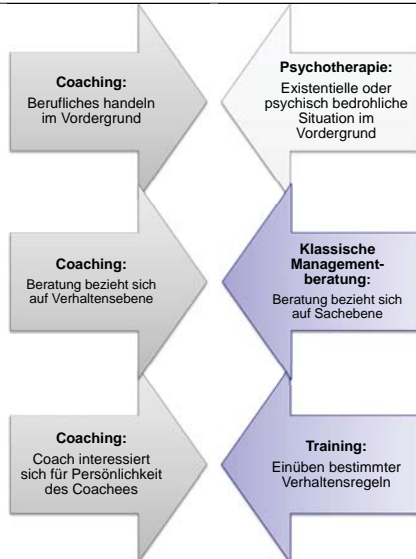 Coaching:
Berufliches handeln
im Vordergrund
Psychotherapie:
Existentielle oder
psychisch bedrohliche
Situation im
Vordergrund
Coaching:
Beratung bezieht sich
auf Verhaltensebene
Klassische
Management-
beratung:
Beratung bezieht sich
auf Sachebene
Coaching:
Coach interessiert
sich für Persönlichkeit
des Coachees
Training:
Einüben bestimmter
Verhaltensregeln